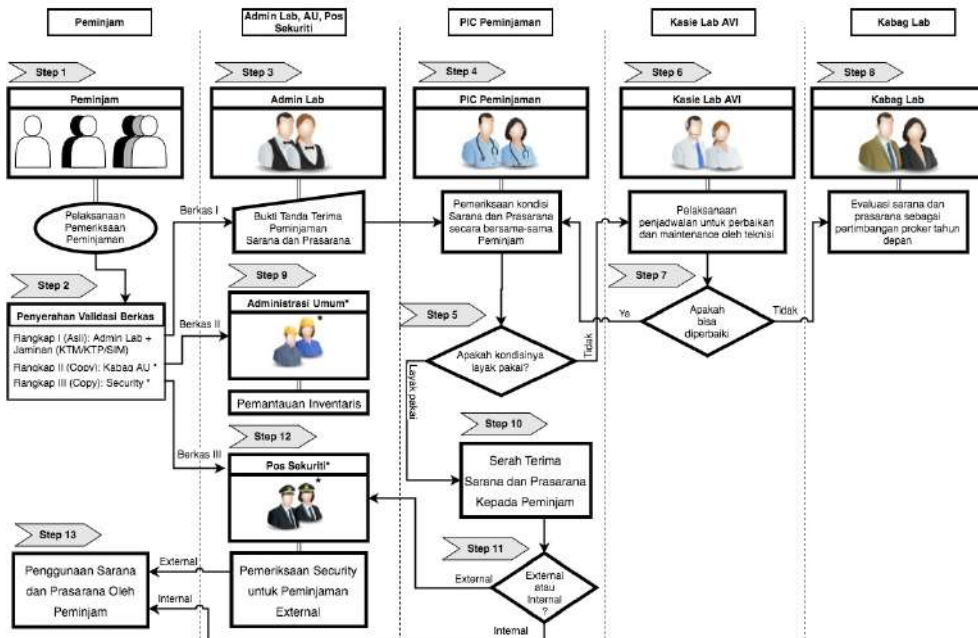 Peminjam
Admin Lab, AU, Pos
Sekuriti
PIC Peminjaman
Kasie Lab AVI
Kabag Lab
Step 1
Step 3
Step 4
Step 6
Step 8
Peminjam
Admin Lab
PIC Peminjaman
Kasie Lab AVI
Kabag Lab
Pelaksanaan
Pemeriksaan
Peminjaman
Berkas I
Bukti Tanda Terima
Peminjaman
Sarana dan Prasarana
Pemeriksaan kondisi
Sarana dan Prasarana
secara bersama-sama
Peminjam
Pelaksanaan
penjadwalan untuk perbaikan
dan maintenance oleh teknisi
Evaluasi sarana dan
prasarana sebagai
pertimbangan proker tahun
depan
Step 2
Penyerahan Validasi Berkas
Rangkap I (Asli): Admin Lab +
Jaminan (KTM/KTP/SIM)
Rangkap II (Copy): Kabag AU *
Rangkap III (Copy): Security *
Berkas II
Berkas III
Step 9
Administrasi Umum*
*
Pemantauan Inventaris
Step 5
Apakah kondisinya
layak pakai?
Tidak
Layak pakai
Step 7
Apakah
bisa
diperbaiki
Ya
Tidak
Step 10
Serah Terima
Sarana dan Prasarana
Kepada Peminjam
Step 12
Pos Sekuriti*
*
Pemeriksaan Security
untuk Peminjaman
External
Step 11
External
atau
Internal
?
External
Internal
Step 13
Penggunaan Sarana
dan Prasarana Oleh
Peminjam
External
Internal